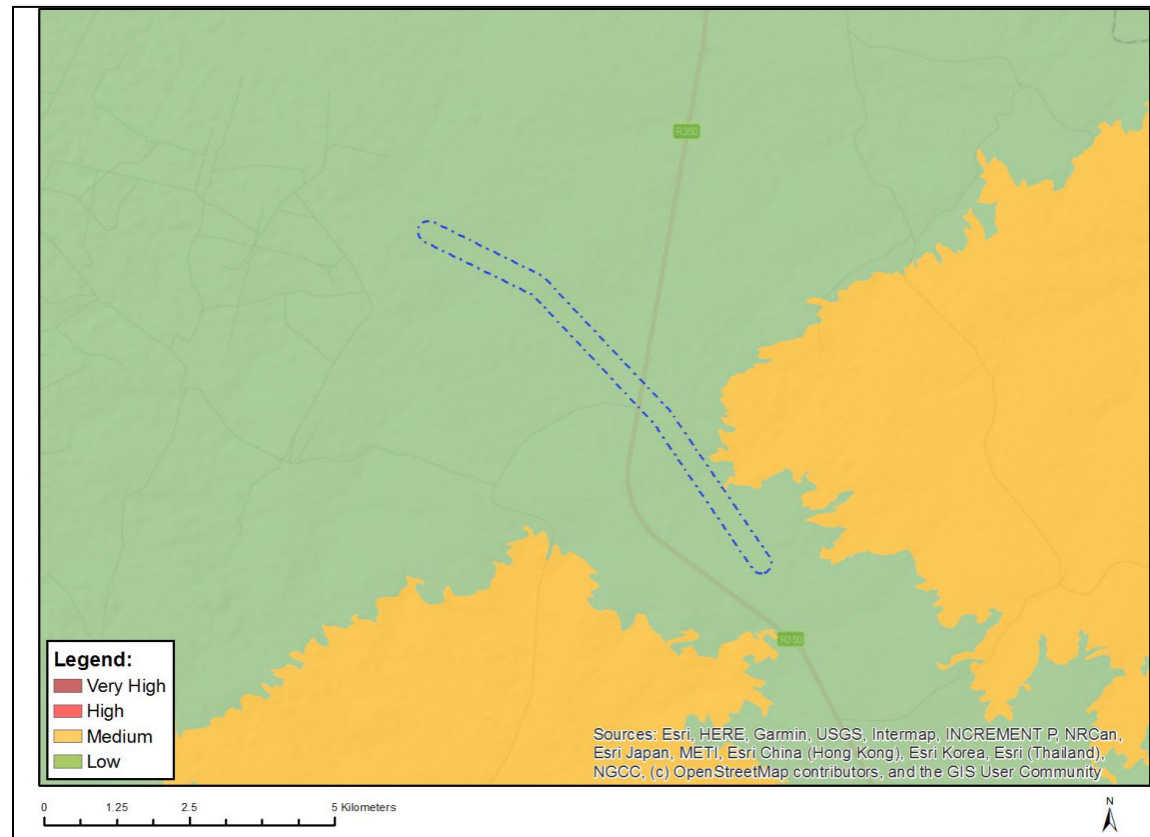 R350
R350
Legend:
Very High
High
Medium
Low
Sources: Esri, HERE, Garmin, USGS, Intermap, INCREMENT P, NRCan,
Esri Japan, METI, Esri China (Hong Kong), Esri Korea, Esri (Thailand),
NGCC, (c) OpenStreetMap contributors, and the GIS User Community
0 1.25 2.5 5 Kilometers
N